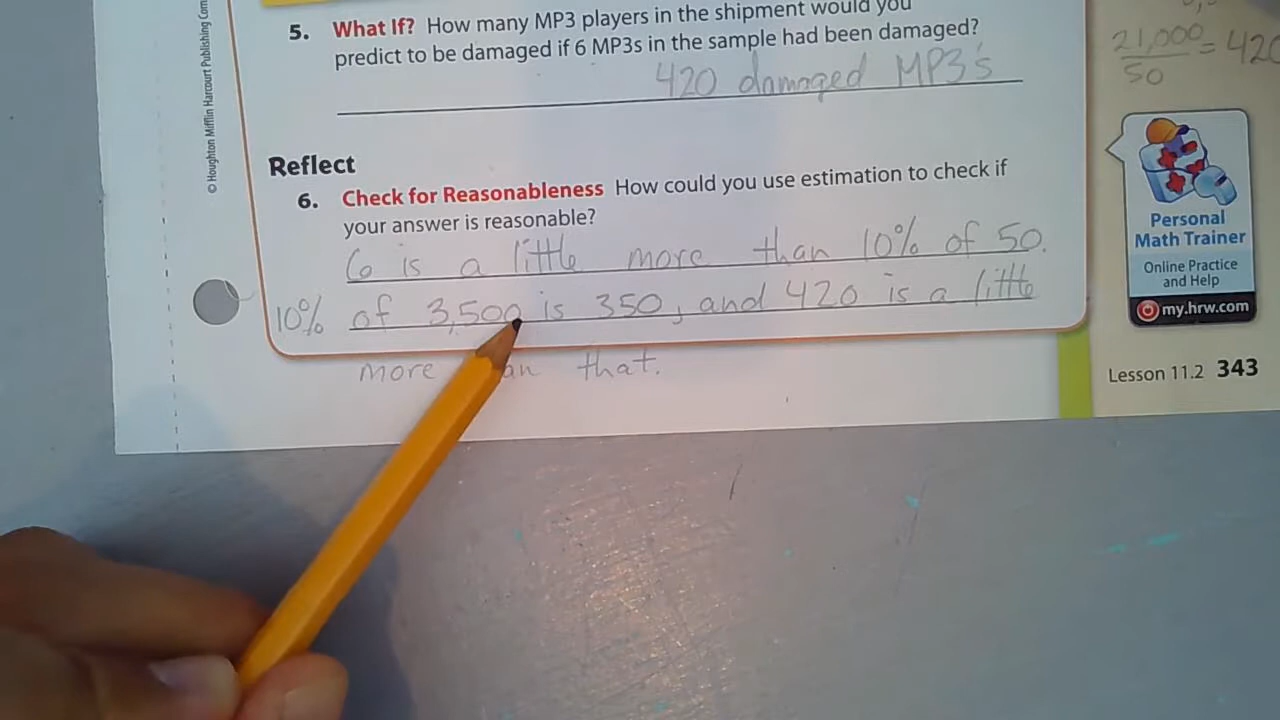 © Houghton Mifflin Harcourt Publishing Com
5. What If? How many MP3 players in the shipment would you
predict to be damaged if 6 MP3s in the sample had been damaged?
420 damaged MP3's
21,000
50
= 420
Reflect
6. Check for Reasonableness How could you use estimation to check if
your answer is reasonable?
6 is a little more than 10% of 50.
10% of 3,500 is 350, and 420 is a little
more an that.
Personal
Math Trainer
Online Practice
and Help
my.hrw.com
Lesson 11.2 343